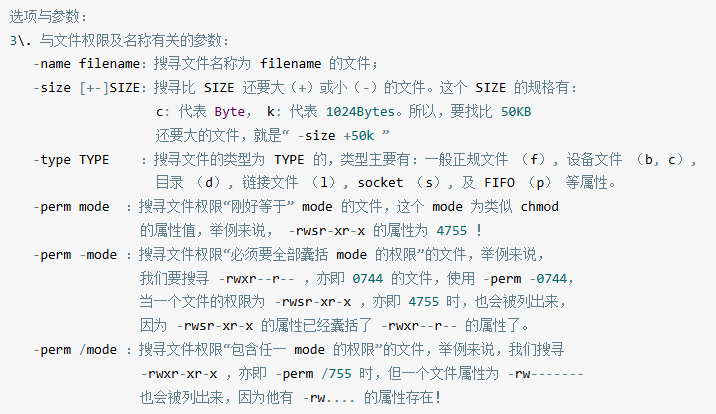 选项与参数:
3\. 与文件权限及名称有关的参数:
-name filename: 搜寻文件名称为 filename 的文件;
-size [+-]SIZE: 搜寻比 SIZE 还要大（+）或小（-）的文件。这个 SIZE 的规格有:
c: 代表 Byte， k: 代表 1024Bytes。所以，要找比 50KB
还要大的文件，就是“ -size +50k ”
-type TYPE    : 搜寻文件的类型为 TYPE 的，类型主要有: 一般正规文件 （f）, 设备文件 （b, c）,
目录 （d）, 链接文件 （l）, socket （s）, 及 FIFO （p） 等属性。
-perm mode  : 搜寻文件权限“刚好等于” mode 的文件，这个 mode 为类似 chmod
的属性值，举例来说， -rwsr-xr-x 的属性为 4755 !
-perm -mode : 搜寻文件权限“必须要全部囊括 mode 的权限”的文件，举例来说，
我们要搜寻 -rwxr--r-- ，亦即 0744 的文件，使用 -perm -0744，
当一个文件的权限为 -rwsr-xr-x ，亦即 4755 时，也会被列出来，
因为 -rwsr-xr-x 的属性已经囊括了 -rwxr--r-- 的属性了。
-perm /mode : 搜寻文件权限“包含任一 mode 的权限”的文件，举例来说，我们搜寻
-rwxr-xr-x ，亦即 -perm /755 时，但一个文件属性为 -rw-------
也会被列出来，因为他有 -rw.... 的属性存在!